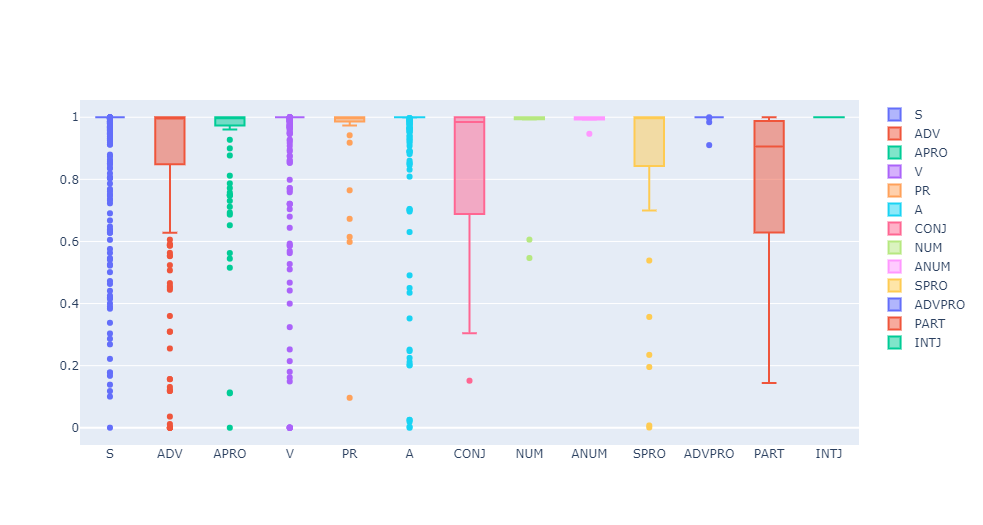 1
0.8
0.6
0.4
0.2
0
S ADV APRO V PR A CONJ NUM ANUM SPRO ADVPRO PART INTJ
S
ADV
APRO
V
PR
A
CONJ
NUM
ANUM
SPRO
ADVPRO
PART
INTJ